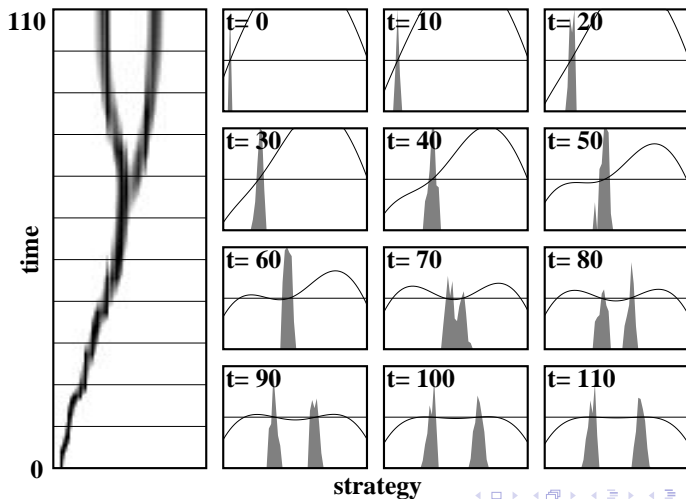 110
time
0
t= 0
t= 10
t= 20
t= 30
t= 40
t= 50
t= 60
t= 70
t= 80
t= 90
t= 100
t= 110
strategy